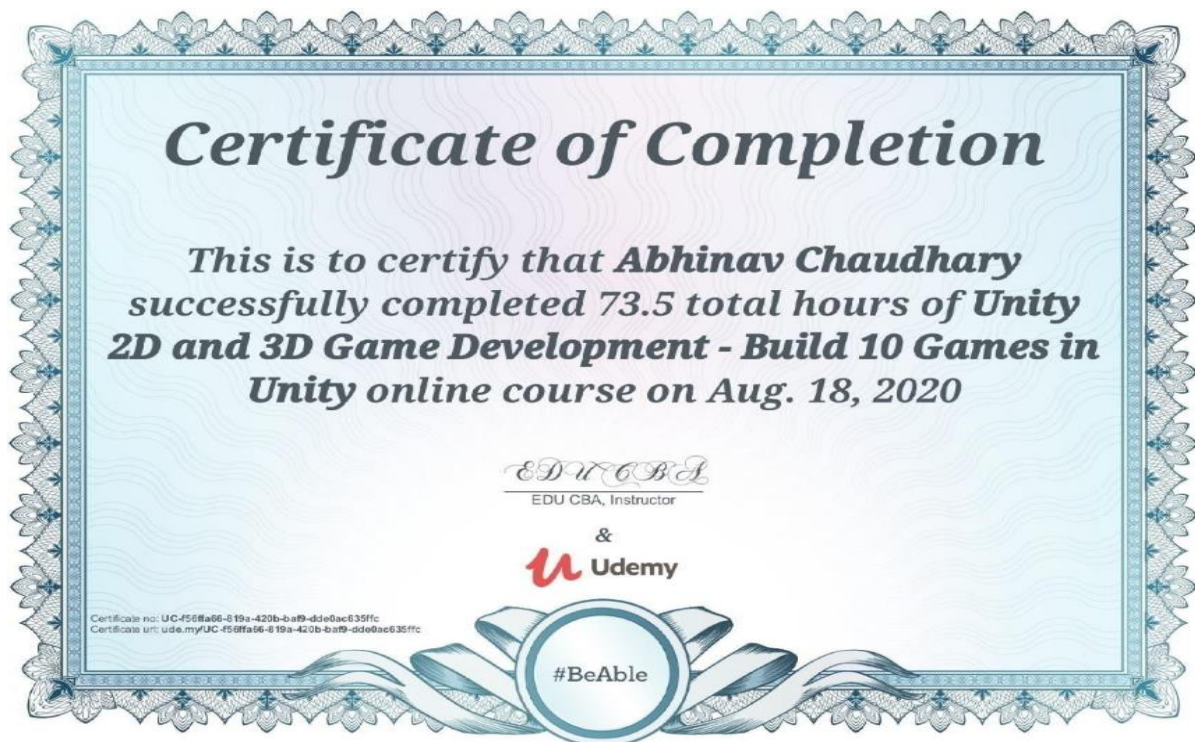 Certificate of Completion
This is to certify that Abhinav Chaudhary
successfully completed 73.5 total hours of Unity
2D and 3D Game Development - Build 10 Games in
Unity online course on Aug. 18, 2020
EDU CBA
EDU CBA, Instructor
&
Udemy
Certificate no: UC-f56ffa66-819a-420b-baf9-dde0ac635ffc
Certificate url: ude.my/UC-f56ffa66-819a-420b-baf9-dde0ac635ffc
#BeAble